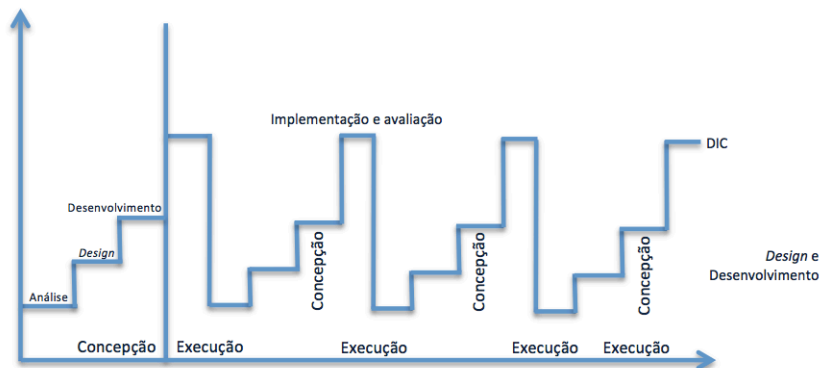 Implementação e avaliação
DIC
Desenvolvimento
Design
Análise
Concepção
Concepção
Concepção
Design e
Desenvolvimento
Concepção
Execução
Execução
Execução
Execução